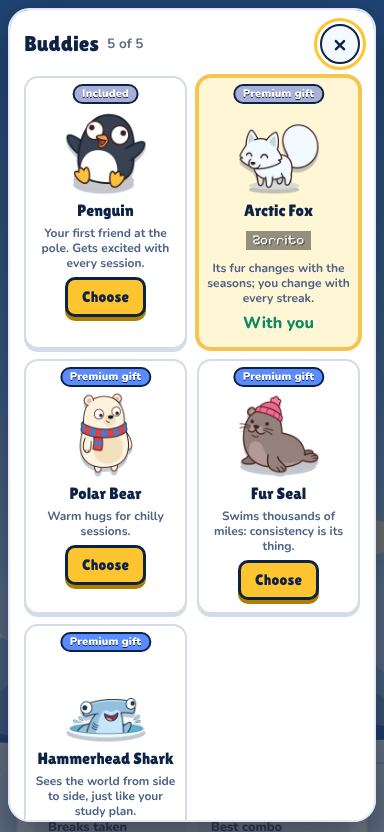 Buddies 5 of 5
×
Included
Penguin
Your first friend at the
pole. Gets excited with
every session.
Choose
Premium gift
Arctic Fox
Zorrito
Its fur changes with the
seasons; you change with
every streak.
With you
Premium gift
Polar Bear
Warm hugs for chilly
sessions.
Choose
Premium gift
Fur Seal
Swims thousands of
miles: consistency is its
thing.
Choose
Premium gift
Hammerhead Shark
Sees the world from side
to side, just like your
study plan.
Breaks taken
Best combo